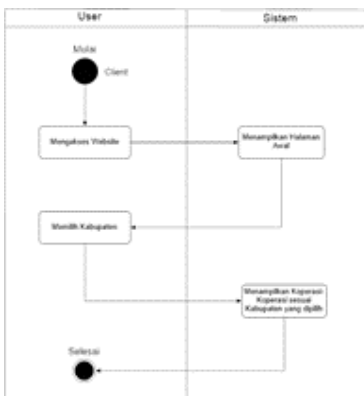 User
Sistem
Mulai
Client
Mengakses Website
Menampilkan Halaman
Awal
Memilih Kabupaten
Menampilkan Koperasi-
Koperasi sesuai
Kabupaten yang dipilih
Selesai